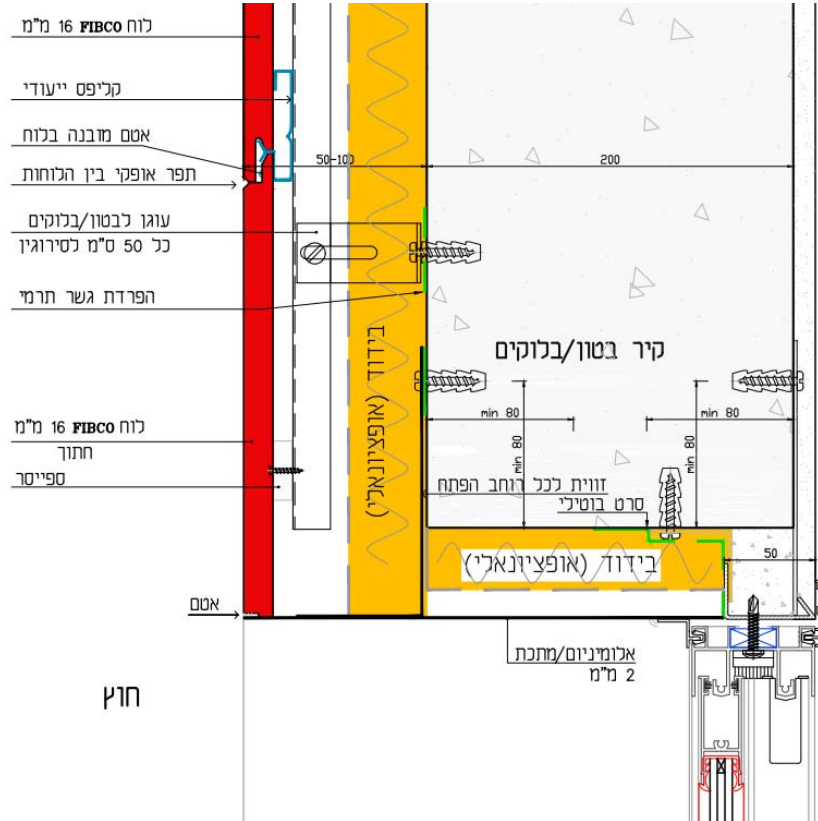 לוח FIBCO 16 מ"מ
קליפס ייעודי
אטם מובנה בלוח
תפר אופקי בין הלוחות
עוגן לבטון/בלוקים
כל 50 ס"מ לסירוגין
הפרדת גשר תרמי
לוח FIBCO 16 מ"מ
חתוך
ספייסר
אטם
חוץ
50-100
200
בידוד (אופציונאלי)
קיר בטון/בלוקים
min 80
min 80
min 80
min 80
זווית לכל רוחב הפתח
סרט בוטילי
בידוד (אופציונאלי)
50
אלומיניום/מתכת
2 מ"מ